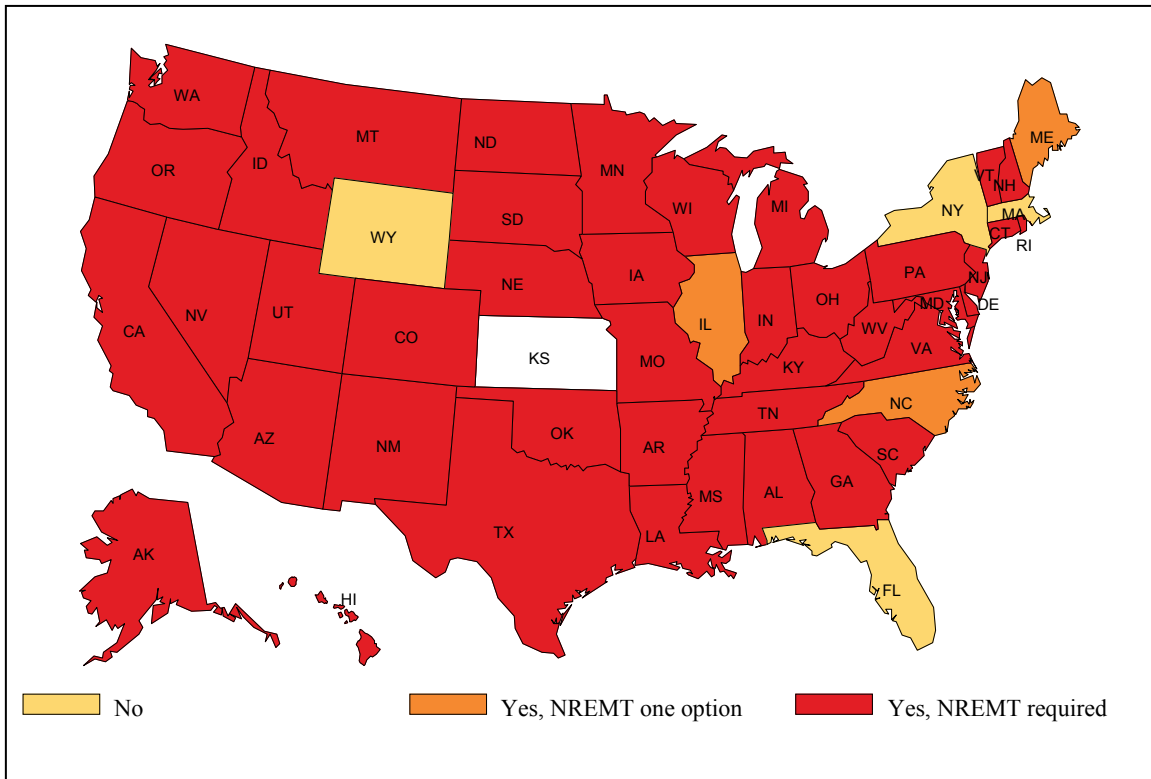 WA
MT
ND
MN
ME
OR
ID
SD
WI
MI
VT
NH
NY
MA
WY
CT
RI
IA
NE
PA
NJ
OH
DE
MD
IN
IL
NV
UT
CO
CA
KS
MO
WV
VA
KY
NC
TN
OK
AZ
NM
AR
SC
MS
AL
GA
TX
LA
AK
FL
HI
No
Yes, NREMT one option
Yes, NREMT required